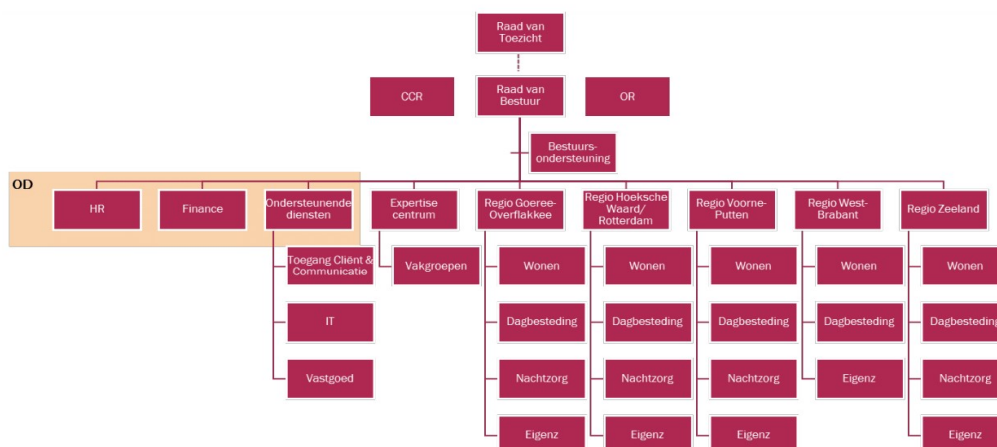 Raad van
Toezicht
CCR
Raad van
Bestuur
OR
Bestuurs-
ondersteuning
OD
HR
Finance
Ondersteunende
diensten
Expertise
centrum
Regio Goeree-
Overflakkee
Regio Hoeksche
Waard/
Rotterdam
Regio Voorne-
Putten
Regio West-
Brabant
Regio Zeeland
Toegang Cliënt &
Communicatie
Vakgroepen
Wonen
Wonen
Wonen
Wonen
Wonen
IT
Dagbesteding
Dagbesteding
Dagbesteding
Dagbesteding
Dagbesteding
Vastgoed
Nachtzorg
Nachtzorg
Nachtzorg
Eigenz
Nachtzorg
Eigenz
Eigenz
Eigenz
Eigenz